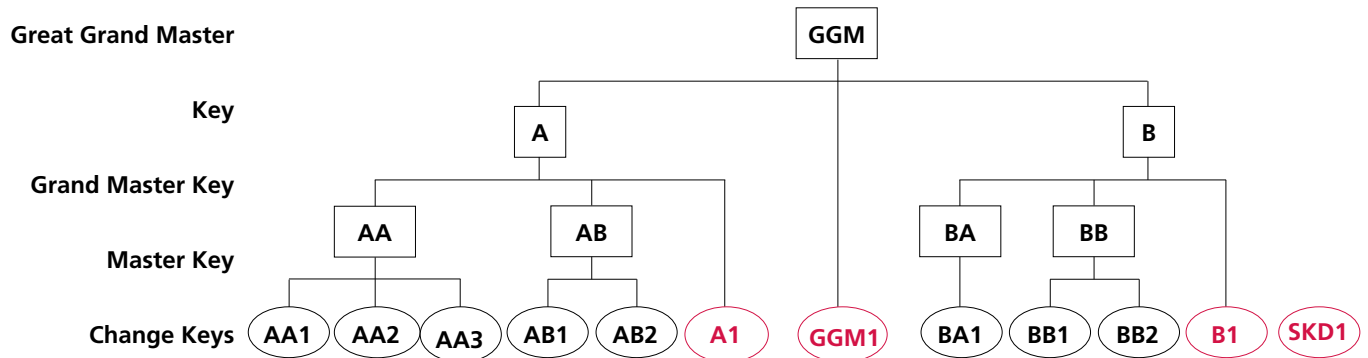 Great Grand Master
GGM
Key
A
B
Grand Master Key
AA
AB
BA
BB
Master Key
Change Keys
AA1
AA2
AA3
AB1
AB2
A1
GGM1
BA1
BB1
BB2
B1
SKD1